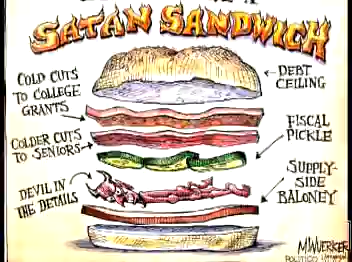 SATAN SANDWICH
COLD CUTS
TO COLLEGE
GRANTS
DEBT
CEILING
COLDER CUTS
TO SENIORS
FISCAL
PICKLE
DEVIL IN
THE DETAILS
SUPPLY-
SIDE
BALONEY
M.WUERKER
POLITICO